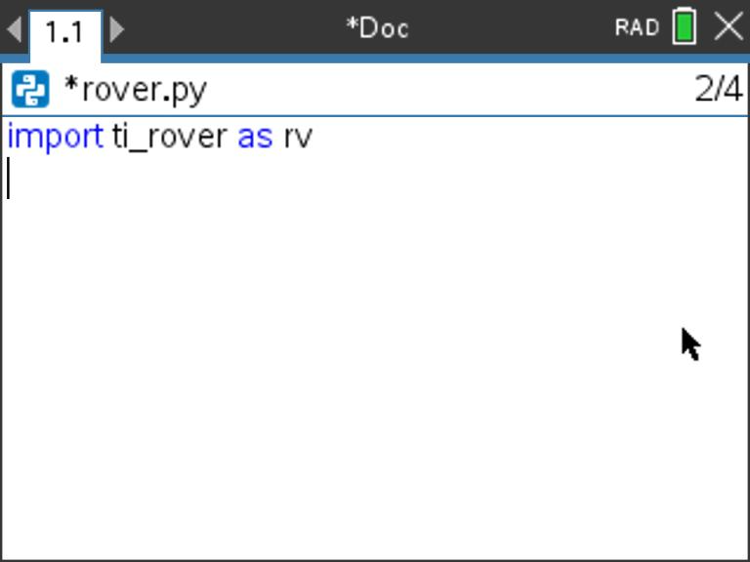 1.1 *Doc RAD
*rover.py 2/4
import ti_rover as rv